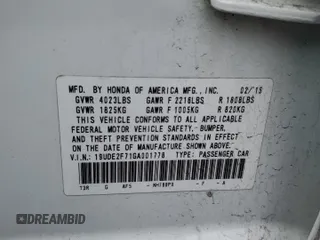 MFD. BY HONDA OF AMERICA MFG., INC. 02/16
GVWR 4023LBS GAWR F 2216LBS R 1808LBS
GVWR 1825KG GAWR F 1005KG R 820KG
THIS VEHICLE CONFORMS TO ALL APPLICABLE
FEDERAL MOTOR VEHICLE SAFETY, BUMPER,
AND THEFT PREVENTION STANDARDS IN EFFECT
ON THE DATE OF MANUFACTURE SHOWN ABOVE.
V.I.N.: 19UDE2F71GA001778 TYPE: PASSENGER CAR